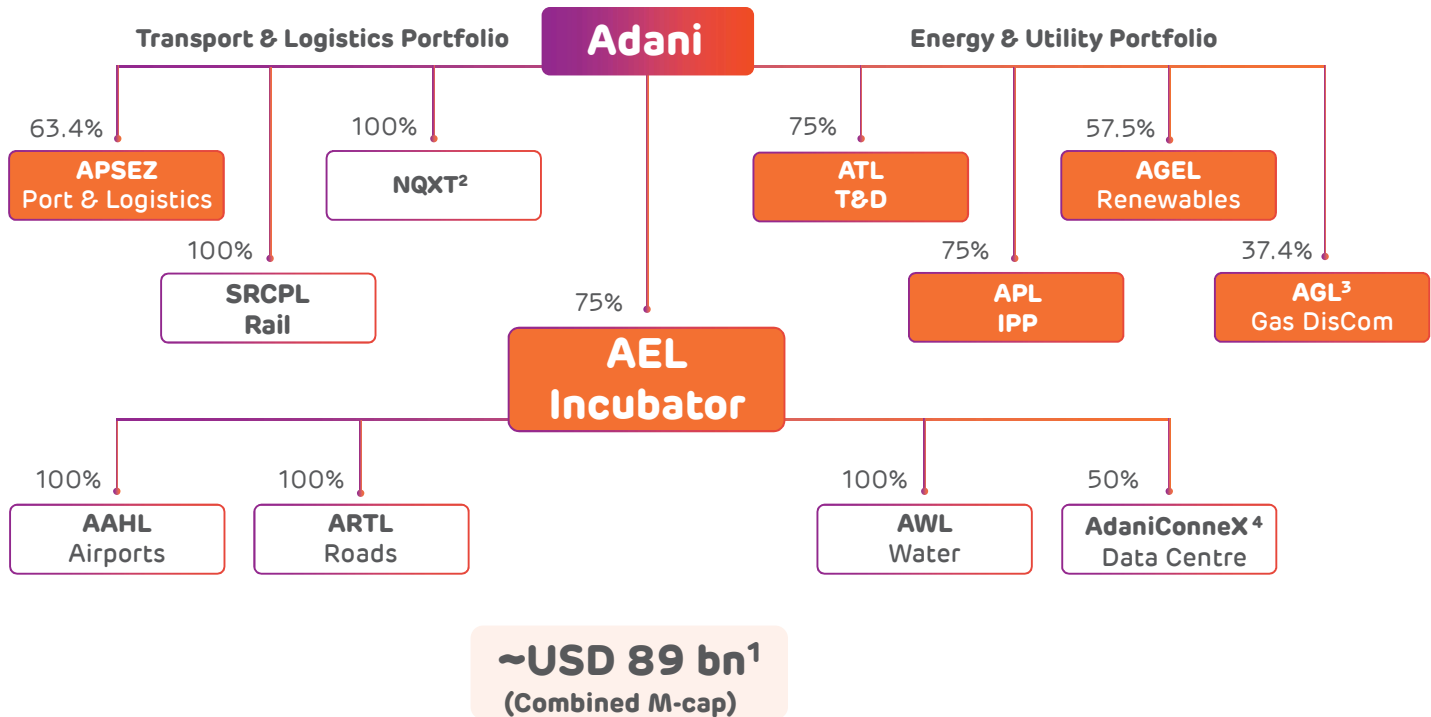 Transport & Logistics Portfolio
Adani
Energy & Utility Portfolio
63.4%
APSEZ
Port & Logistics
100%
SRCPL
Rail
100%
NQXT²
75%
ATL
T&D
75%
APL
IPP
57.5%
AGEL
Renewables
37.4%
AGL³
Gas DisCom
75%
AEL
Incubator
100%
AAHL
Airports
100%
ARTL
Roads
100%
AWL
Water
50%
AdaniConneX ⁴
Data Centre
~USD 89 bn¹
(Combined M-cap)